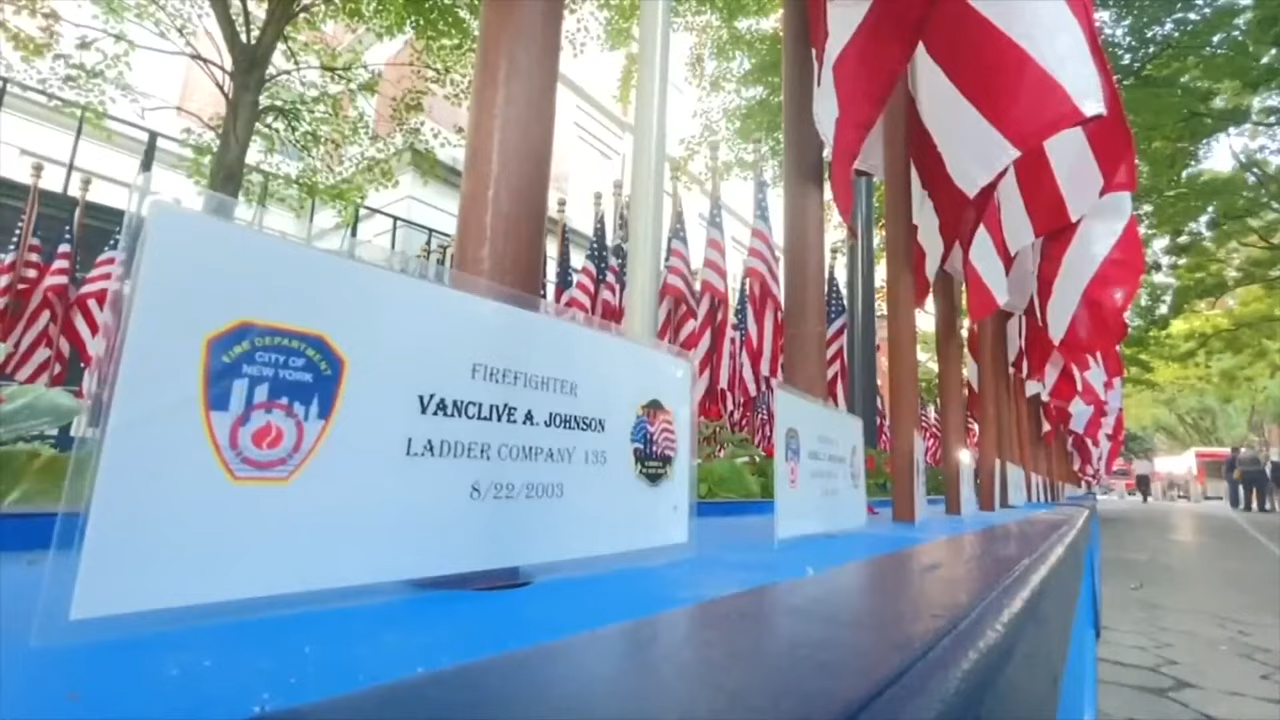 FIRE DEPARTMENT
CITY OF
NEW YORK
FIREFIGHTER
VANCLIVE A. JOHNSON
LADDER COMPANY 135
8/22/2003